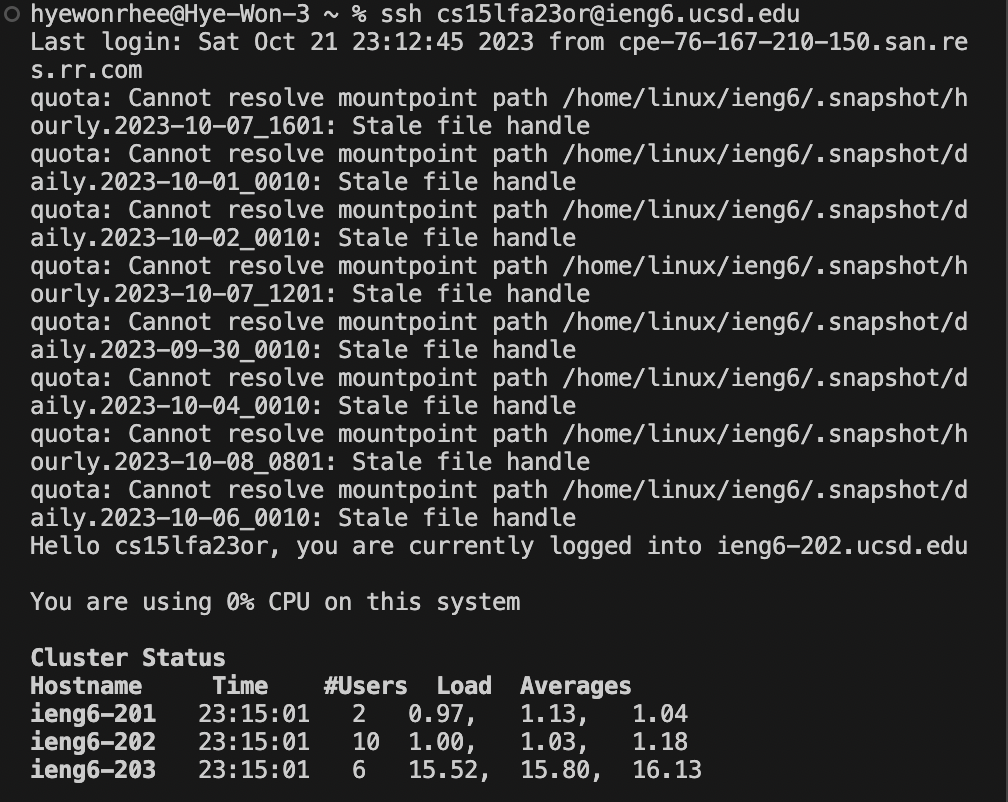 hyewonrhee@Hye-Won-3 ~ % ssh cs15lfa23or@ieng6.ucsd.edu
Last login: Sat Oct 21 23:12:45 2023 from cpe-76-167-210-150.san.re
s.rr.com
quota: Cannot resolve mountpoint path /home/linux/ieng6/.snapshot/h
ourly.2023-10-07_1601: Stale file handle
quota: Cannot resolve mountpoint path /home/linux/ieng6/.snapshot/d
aily.2023-10-01_0010: Stale file handle
quota: Cannot resolve mountpoint path /home/linux/ieng6/.snapshot/d
aily.2023-10-02_0010: Stale file handle
quota: Cannot resolve mountpoint path /home/linux/ieng6/.snapshot/h
ourly.2023-10-07_1201: Stale file handle
quota: Cannot resolve mountpoint path /home/linux/ieng6/.snapshot/d
aily.2023-09-30_0010: Stale file handle
quota: Cannot resolve mountpoint path /home/linux/ieng6/.snapshot/d
aily.2023-10-04_0010: Stale file handle
quota: Cannot resolve mountpoint path /home/linux/ieng6/.snapshot/h
ourly.2023-10-08_0801: Stale file handle
quota: Cannot resolve mountpoint path /home/linux/ieng6/.snapshot/d
aily.2023-10-06_0010: Stale file handle
Hello cs15lfa23or, you are currently logged into ieng6-202.ucsd.edu
You are using 0% CPU on this system
Cluster Status
Hostname     Time    #Users  Load  Averages
ieng6-201   23:15:01   2   0.97,   1.13,   1.04
ieng6-202   23:15:01   10  1.00,   1.03,   1.18
ieng6-203   23:15:01   6   15.52,  15.80,  16.13